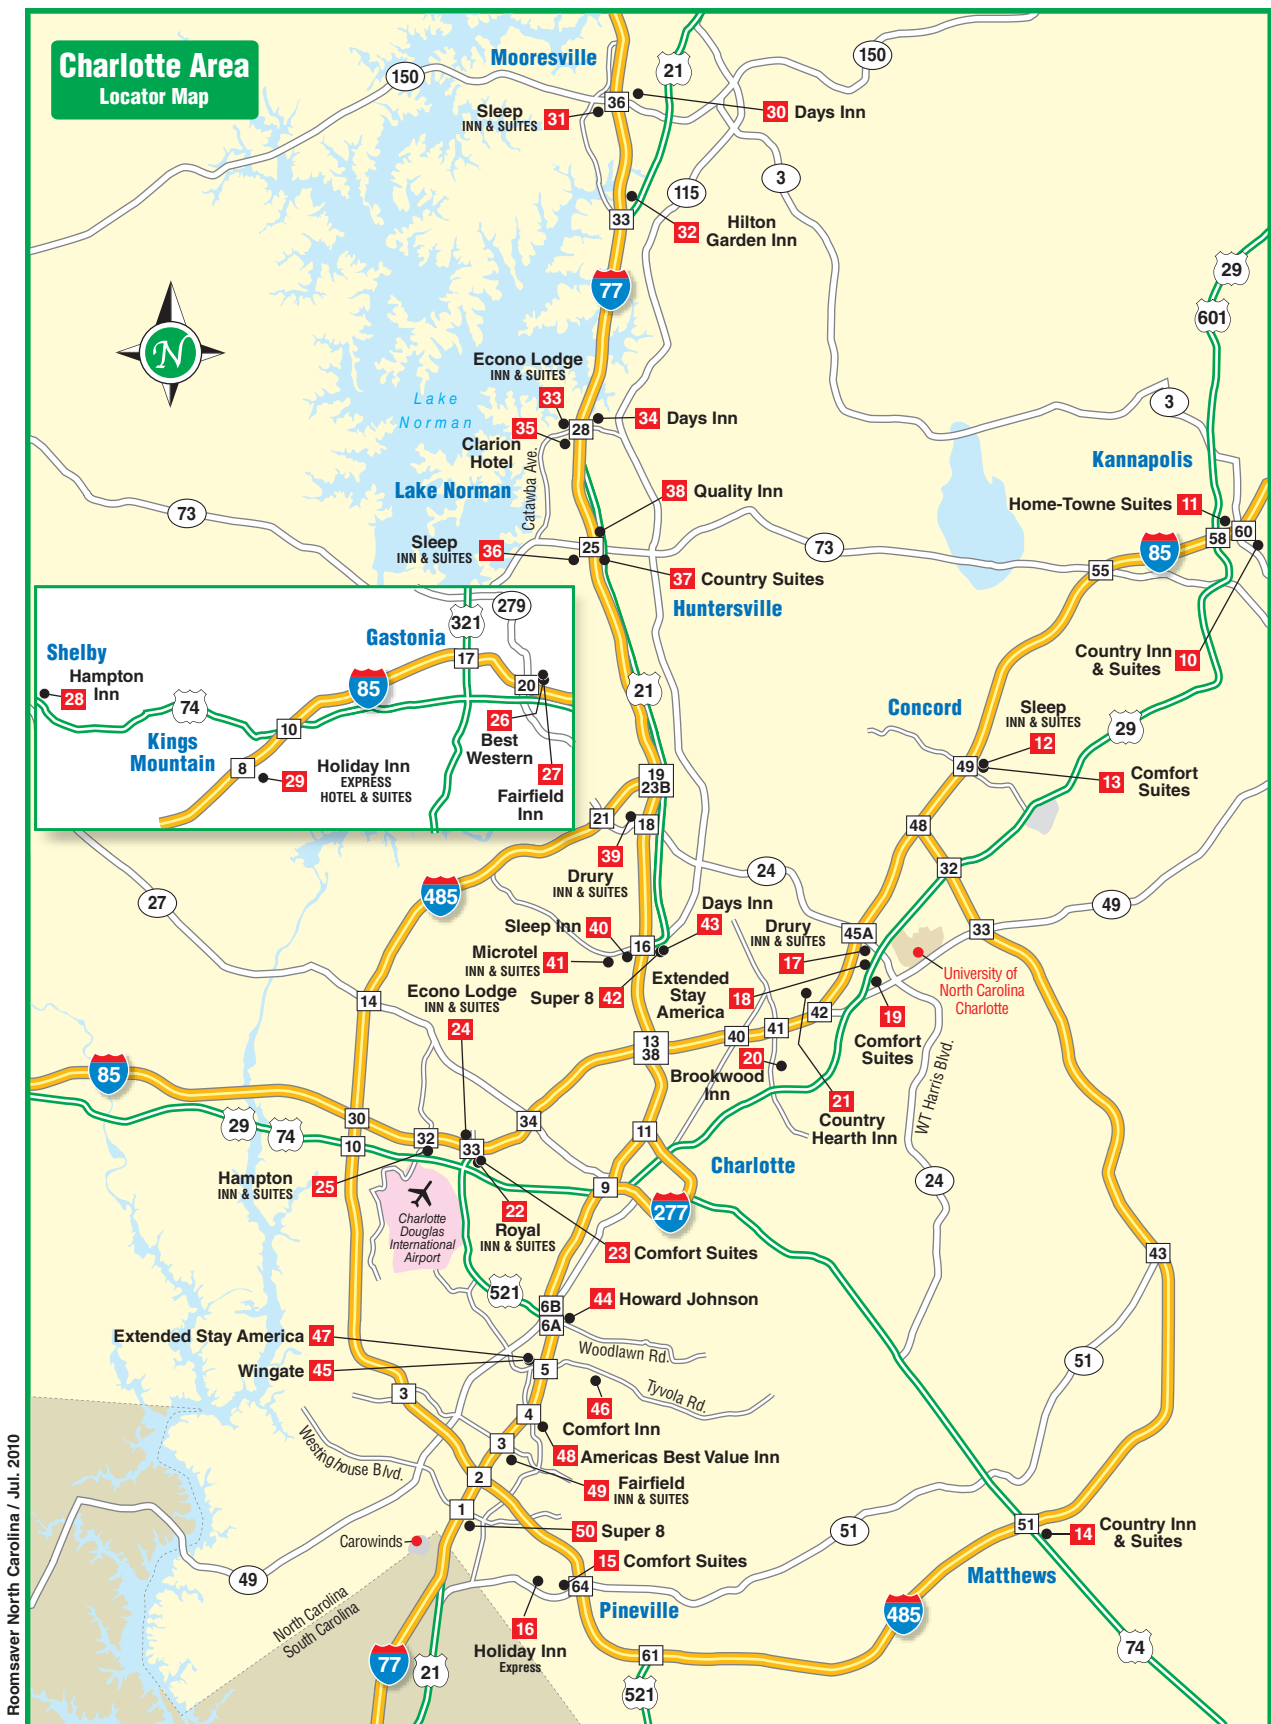 Charlotte Area
Locator Map
Mooresville
150
21
150
36
Sleep
INN & SUITES
31
30
Days Inn
3
115
33
32
Hilton
Garden Inn
77
29
601
N
Econo Lodge
INN & SUITES
33
Lake
Norman
35
28
34
Days Inn
Clarion
Hotel
Catawba Ave.
Lake Norman
3
Kannapolis
38
Quality Inn
Home-Towne Suites
11
73
Sleep
INN & SUITES
36
25
73
58
60
85
55
37
Country Suites
Huntersville
321
279
Gastonia
Shelby
17
Hampton
Inn
28
85
20
74
10
Kings
Mountain
26
Best
Western
8
29
Holiday Inn
EXPRESS
HOTEL & SUITES
27
Fairfield
Inn
Country Inn
& Suites
10
21
Concord
Sleep
INN & SUITES
12
29
49
13
Comfort
Suites
19
23B
21
18
48
39
Drury
INN & SUITES
24
32
485
27
49
Days Inn
43
Sleep Inn
40
16
Drury
INN & SUITES
17
45A
33
Microtel
INN & SUITES
41
Super 8
42
Extended
Stay
America
18
University of
North Carolina
Charlotte
Econo Lodge
INN & SUITES
24
14
42
19
Comfort
Suites
13
38
40
41
20
Brookwood
Inn
21
Country
Hearth Inn
WT Harris Blvd.
85
29
74
30
10
32
33
34
11
Charlotte
Hampton
INN & SUITES
25
9
24
277
Charlotte
Douglas
International
Airport
22
Royal
INN & SUITES
23
Comfort Suites
43
521
6B
6A
44
Howard Johnson
Extended Stay America
47
Woodlawn Rd.
Wingate
45
5
51
Tyvola Rd.
3
46
Comfort Inn
4
Westinghouse Blvd.
3
48
Americas Best Value Inn
2
49
Fairfield
INN & SUITES
1
50
Super 8
51
51
14
Country Inn
& Suites
Carowinds
15
Comfort Suites
49
64
Matthews
North Carolina
South Carolina
16
Holiday Inn
Express
Pineville
485
77
21
61
74
521
Roomsaver North Carolina / Jul. 2010